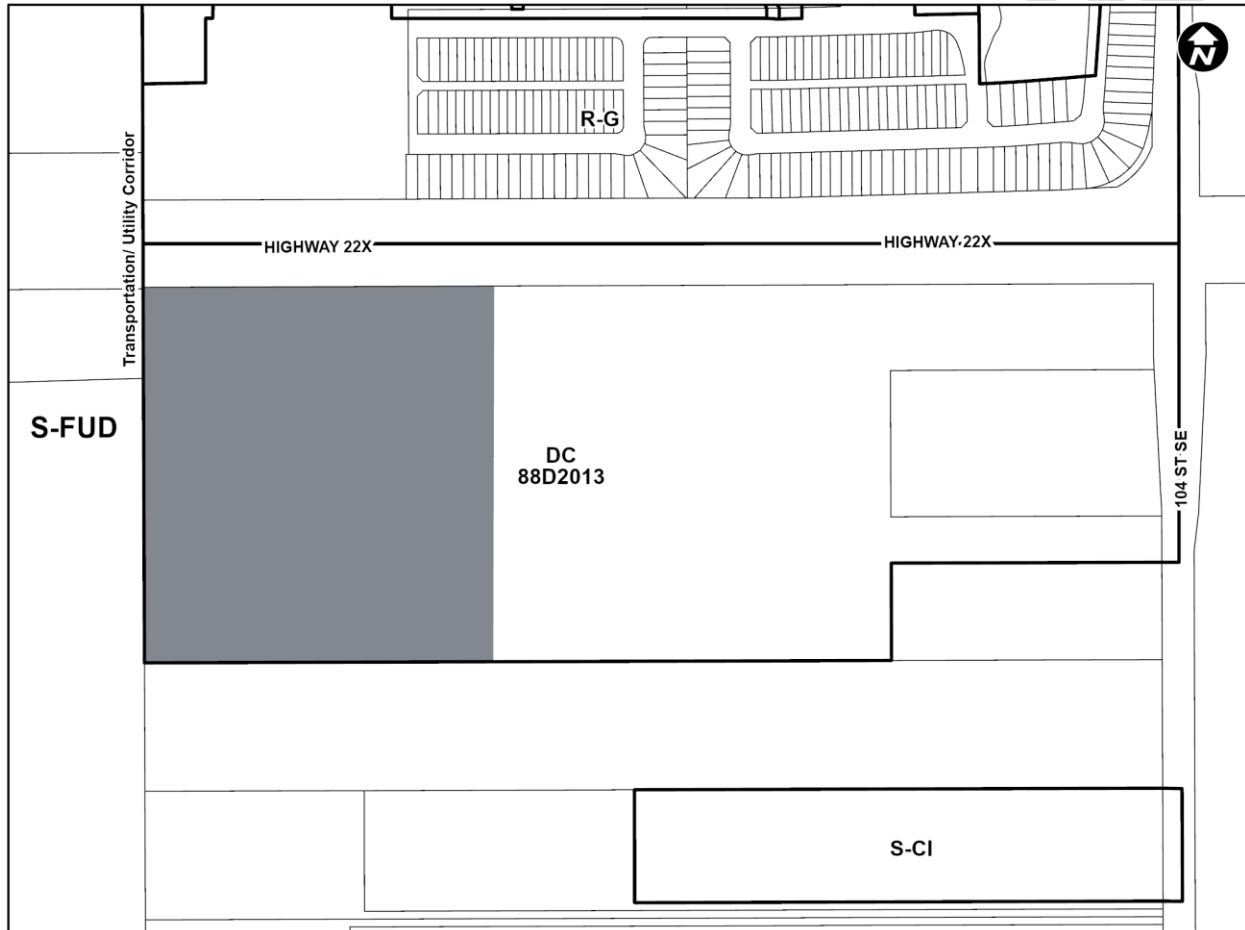 N
R-G
Transportation/ Utility Corridor
HIGHWAY 22X
HIGHWAY 22X
S-FUD
DC
88D2013
104 ST SE
S-CI